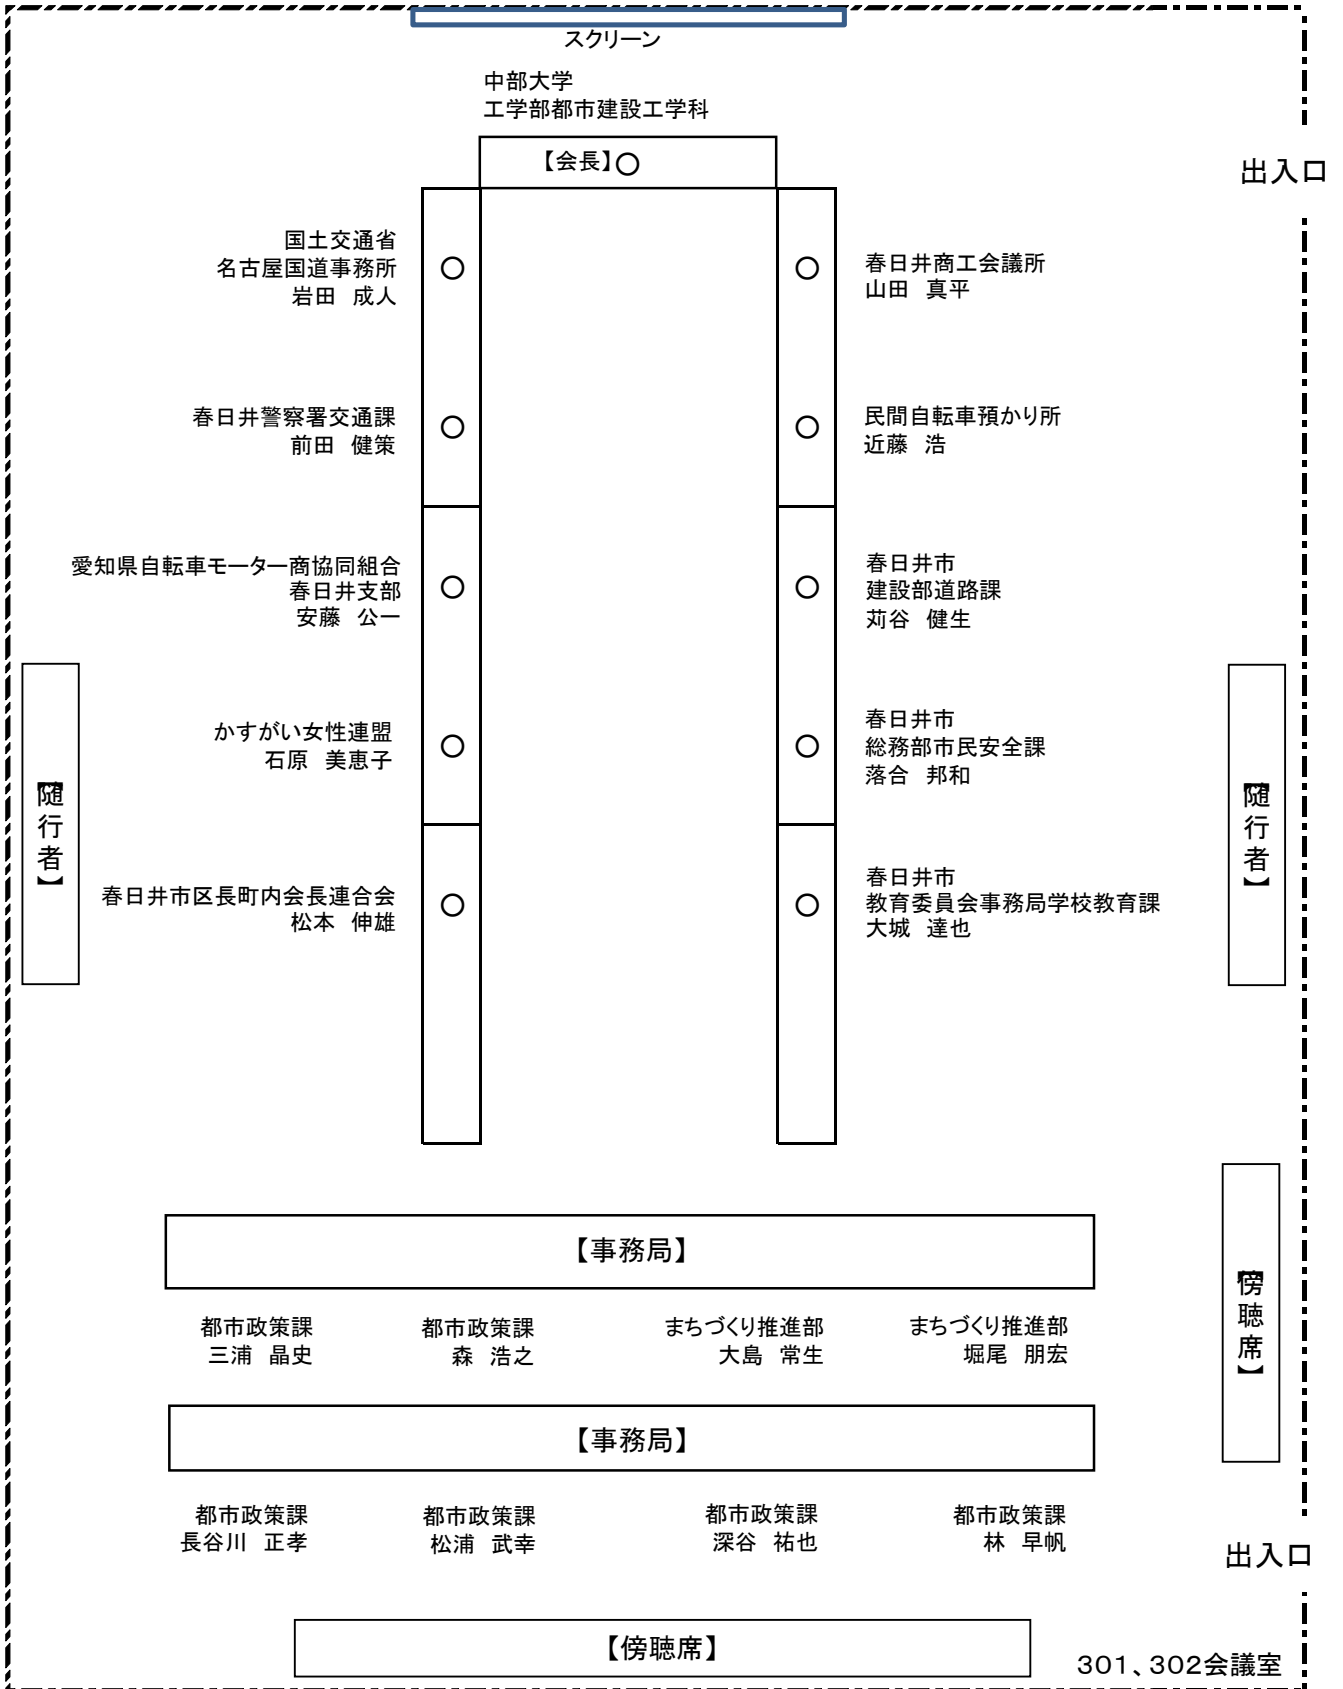 スクリーン
中部大学
工学部都市建設工学科
【会長】
出入口
国土交通省
名古屋国道事務所
岩田 成人
春日井商工会議所
山田 真平
春日井警察署交通課
前田 健策
民間自転車預かり所
近藤 浩
愛知県自転車モーター商協同組合
春日井支部
安藤 公一
春日井市
建設部道路課
苅谷 健生
かすがい女性連盟
石原 美恵子
春日井市
総務部市民安全課
落合 邦和
【随行者】
【随行者】
春日井市区長町内会長連合会
松本 伸雄
春日井市
教育委員会事務局学校教育課
大城 達也
【事務局】
都市政策課
三浦 晶史
都市政策課
森 浩之
まちづくり推進部
大島 常生
まちづくり推進部
堀尾 朋宏
【傍聴席】
【事務局】
都市政策課
長谷川 正孝
都市政策課
松浦 武幸
都市政策課
深谷 祐也
都市政策課
林 早帆
出入口
【傍聴席】
301、302会議室